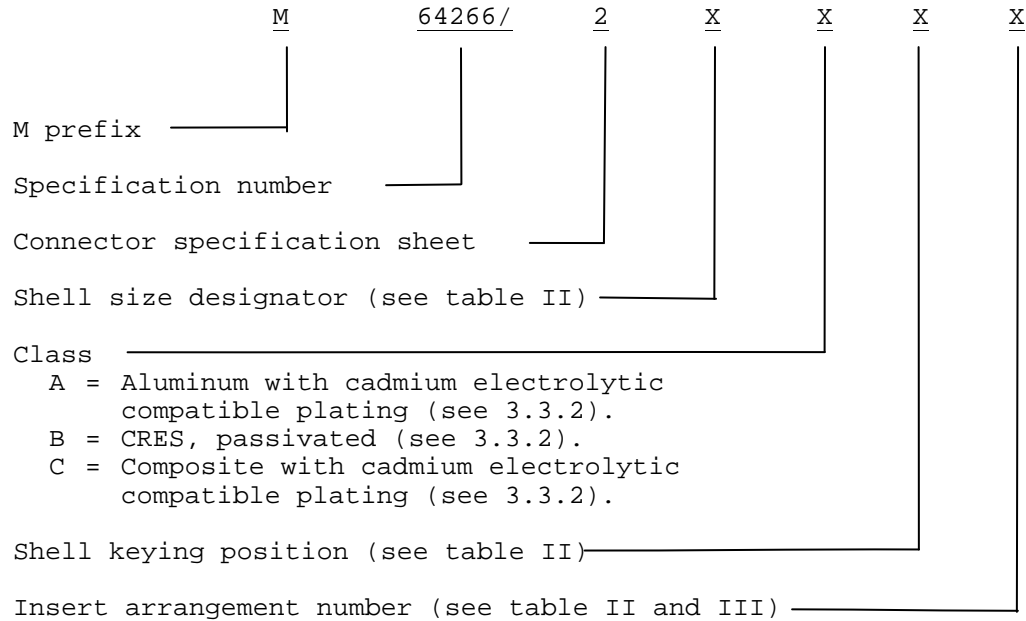 M 64266/ 2 X X X X
M prefix
Specification number
Connector specification sheet
Shell size designator (see table II)
Class
A = Aluminum with cadmium electrolytic
compatible plating (see 3.3.2).
B = CRES, passivated (see 3.3.2).
C = Composite with cadmium electrolytic
compatible plating (see 3.3.2).
Shell keying position (see table II)
Insert arrangement number (see table II and III)